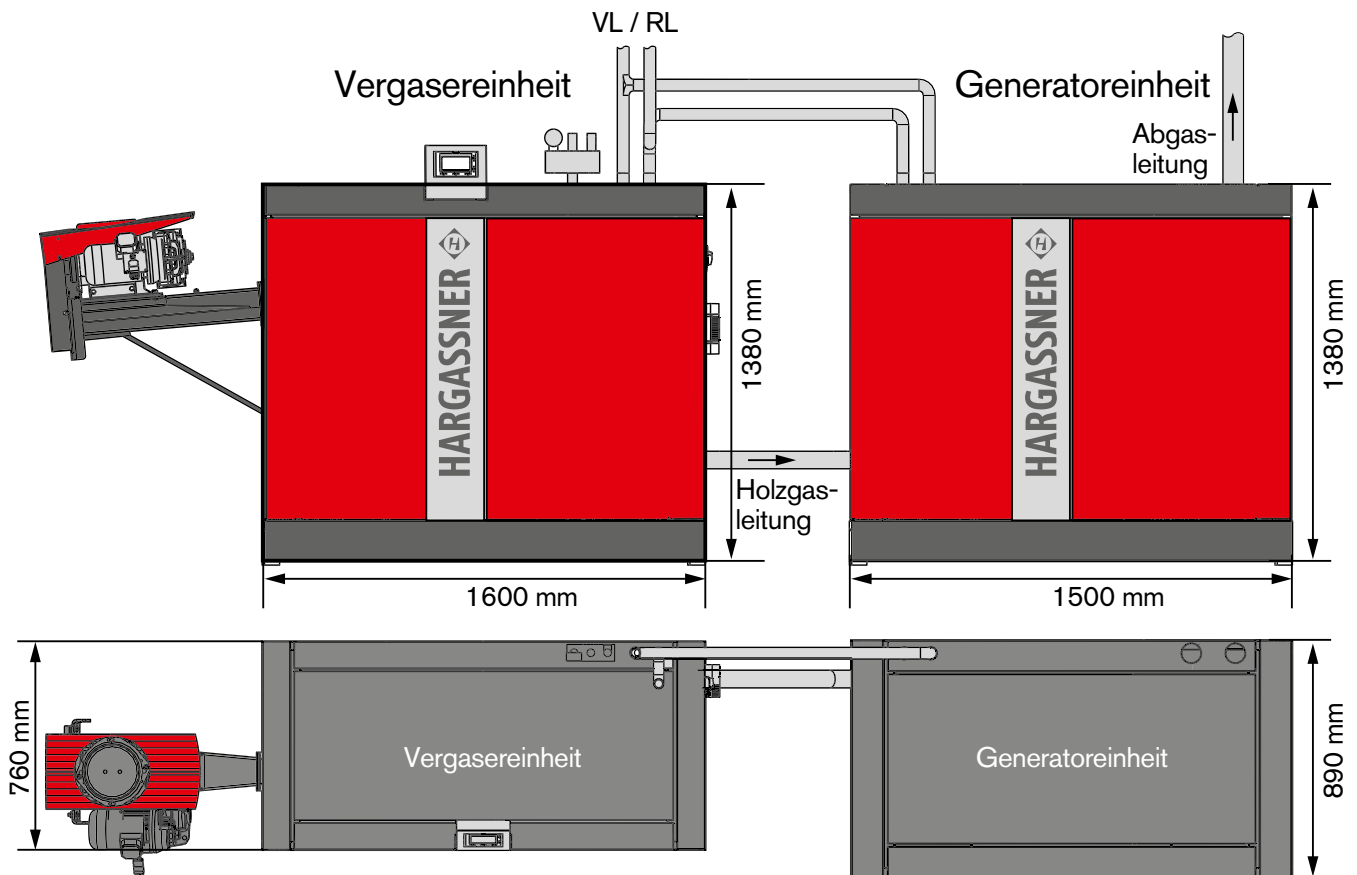 VL / RL
Vergasereinheit
Generatoreinheit
Abgas-
leitung
HARGASSNER
H
1380 mm
HARGASSNER
H
1380 mm
Holzgas-
leitung
1600 mm
1500 mm
760 mm
Vergasereinheit
Generatoreinheit
890 mm